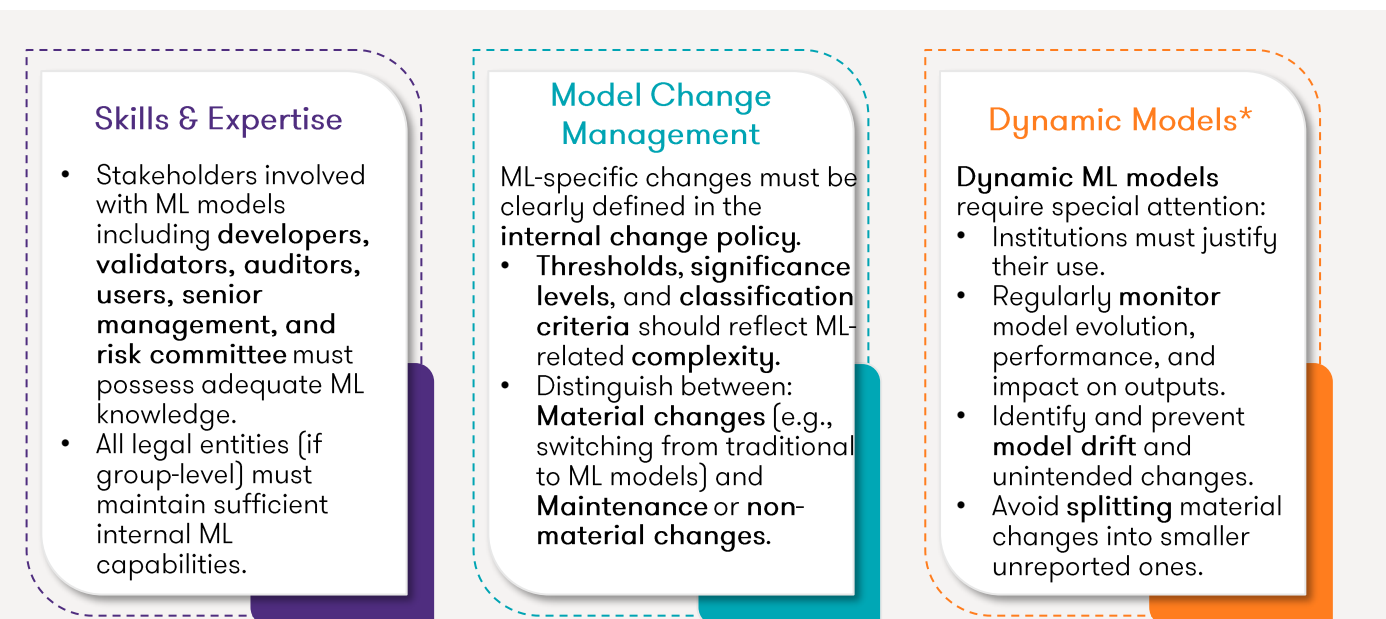 Skills & Expertise
• Stakeholders involved
with ML models
including developers,
validators, auditors,
users, senior
management, and
risk committee must
possess adequate ML
knowledge.
• All legal entities (if
group-level) must
maintain sufficient
internal ML
capabilities.
Model Change
Management
ML-specific changes must be
clearly defined in the
internal change policy.
• Thresholds, significance
levels, and classification
criteria should reflect ML-
related complexity.
• Distinguish between:
Material changes (e.g.,
switching from traditional
to ML models) and
Maintenance or non-
material changes.
Dynamic Models*
Dynamic ML models
require special attention:
• Institutions must justify
their use.
• Regularly monitor
model evolution,
performance, and
impact on outputs.
• Identify and prevent
model drift and
unintended changes.
• Avoid splitting material
changes into smaller
unreported ones.